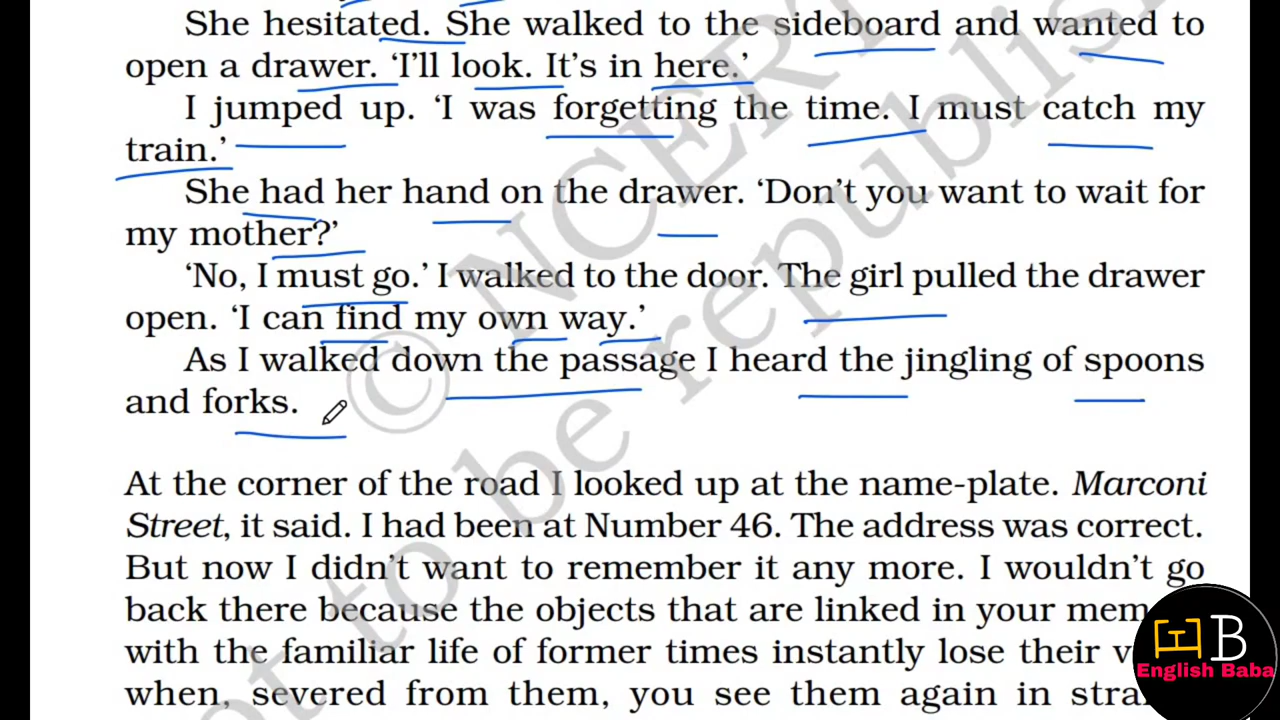 She hesitated. She walked to the sideboard and wanted to
open a drawer. ‘I’ll look. It’s in here.’
I jumped up. ‘I was forgetting the time. I must catch my
train.’
She had her hand on the drawer. ‘Don’t you want to wait for
my mother?’
‘No, I must go.’ I walked to the door. The girl pulled the drawer
open. ‘I can find my own way.’
As I walked down the passage I heard the jingling of spoons
and forks.
At the corner of the road I looked up at the name-plate. Marconi
Street, it said. I had been at Number 46. The address was correct.
But now I didn’t want to remember it any more. I wouldn’t go
back there because the objects that are linked in your
with the familiar life of former times instantly lose their
when, severed from them, you see them again in
© NCERT
not to be republis
B
English Baba